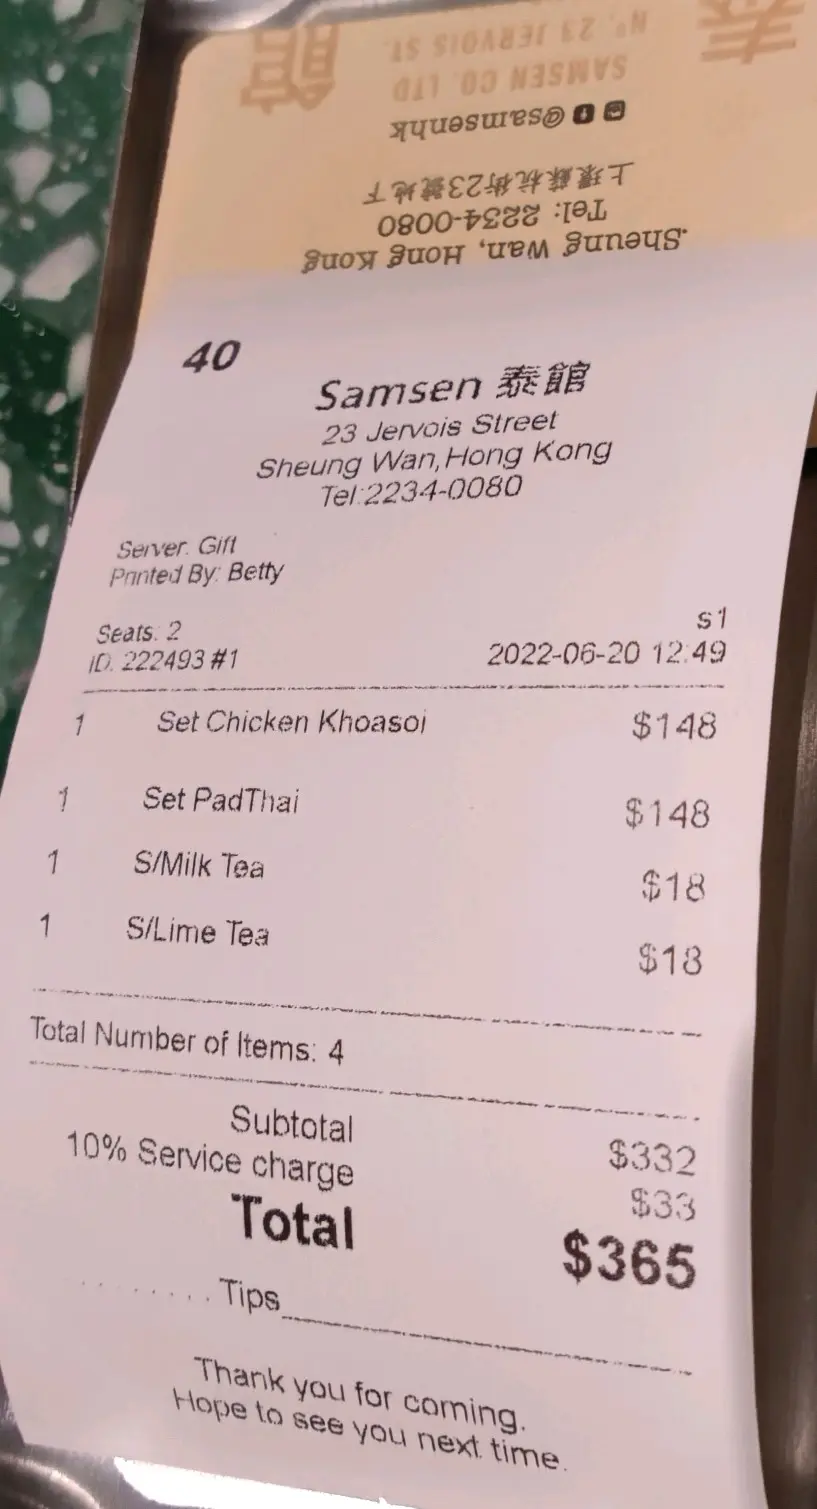 泰 館
Nº. 23 JERVOIS ST.
SAMSEN CO. LTD
@samsenhk
上環蘇杭街23號地下
Tel: 2234-0080
Sheung Wan, Hong Kong
40
Samsen 泰館
23 Jervois Street
Sheung Wan, Hong Kong
Tel:2234-0080
Server: Gift
Printed By: Betty
s1
Seats: 2
ID: 222493 #1 2022-06-20 12:49
1 Set Chicken Khoasoi $148
1 Set PadThai $148
1 S/Milk Tea $18
1 S/Lime Tea $18
Total Number of Items: 4
Subtotal $332
10% Service charge $33
Total $365
........ Tips
Thank you for coming.
Hope to see you next time.